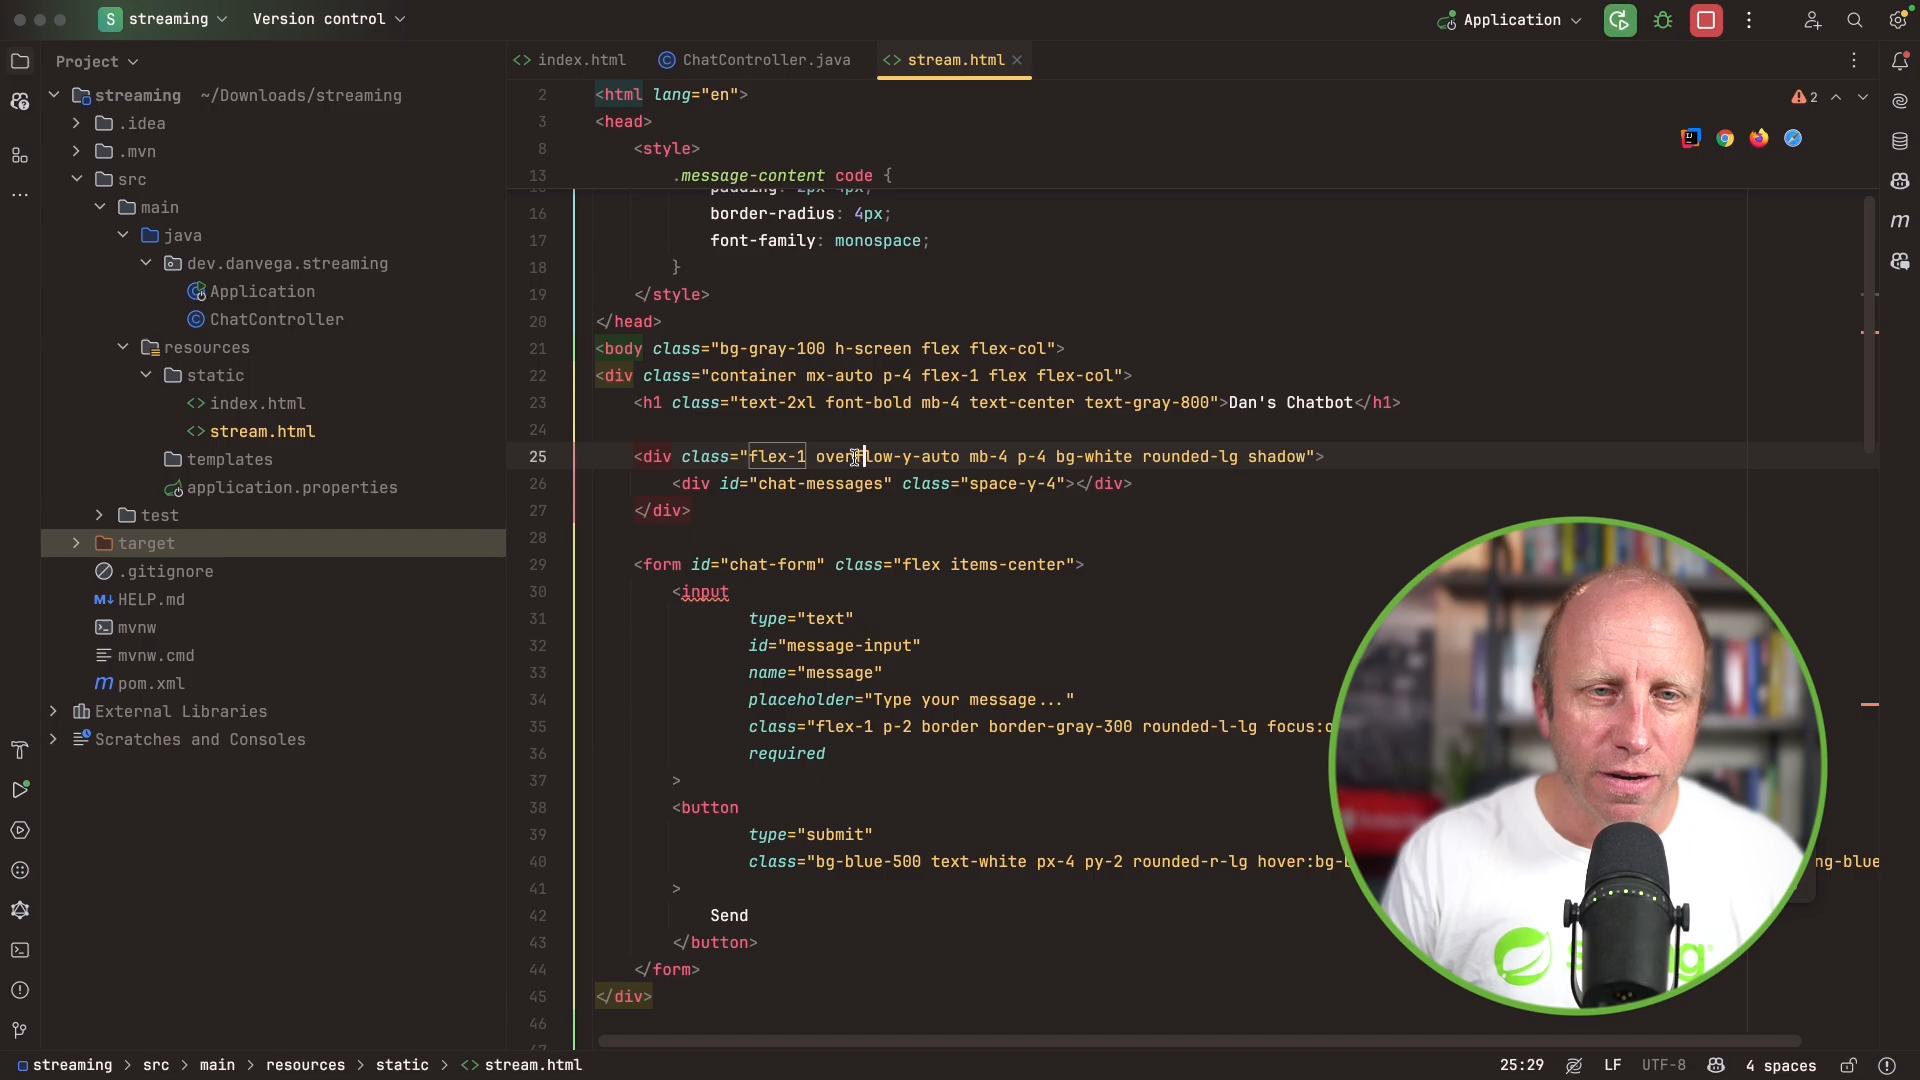 S streaming Version control Application
Project
index.html ChatController.java stream.html
streaming ~/Downloads/streaming
.idea
.mvn
src
main
java
dev.danvega.streaming
Application
ChatController
resources
static
index.html
stream.html
templates
application.properties
test
target
.gitignore
M↓ HELP.md
mvnw
mvnw.cmd
m pom.xml
External Libraries
Scratches and Consoles
2 <html lang="en">
3 <head>
8 <style>
13 .message-content code {
padding: 2px 4px;
16 border-radius: 4px;
17 font-family: monospace;
18 }
19 </style>
20 </head>
21 <body class="bg-gray-100 h-screen flex flex-col">
22 <div class="container mx-auto p-4 flex-1 flex flex-col">
23 <h1 class="text-2xl font-bold mb-4 text-center text-gray-800">Dan's Chatbot</h1>
24
25 <div class="flex-1 overflow-y-auto mb-4 p-4 bg-white rounded-lg shadow">
26 <div id="chat-messages" class="space-y-4"></div>
27 </div>
28
29 <form id="chat-form" class="flex items-center">
30 <input
31 type="text"
32 id="message-input"
33 name="message"
34 placeholder="Type your message..."
35 class="flex-1 p-2 border border-gray-300 rounded-l-lg focus:o
36 required
37 >
38 <button
39 type="submit"
40 class="bg-blue-500 text-white px-4 py-2 rounded-r-lg hover:bg-b ng-blue
41 >
42 Send
43 </button>
44 </form>
45 </div>
46
2
m
streaming > src > main > resources > static > stream.html
25:29 LF UTF-8 4 spaces